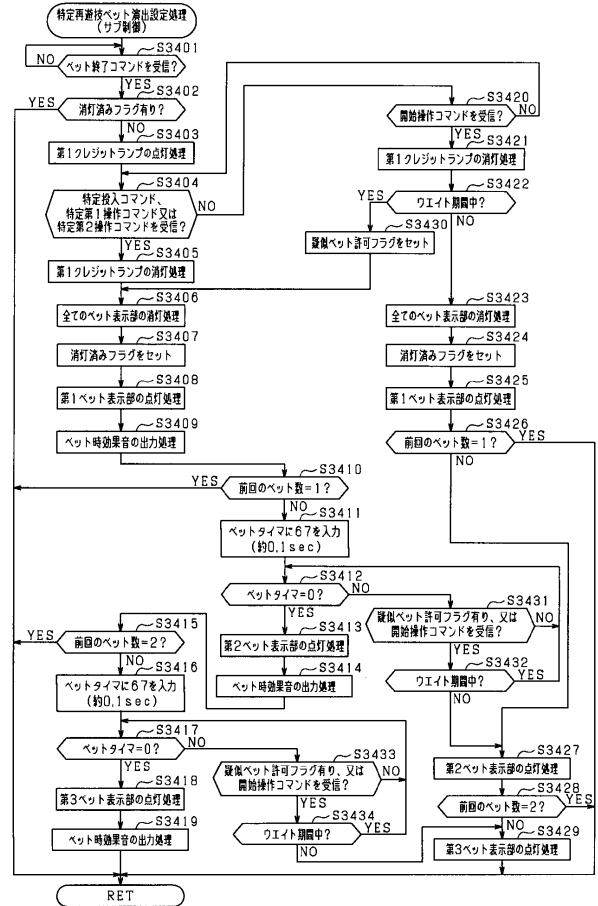 特定再遊技ベット演出設定処理
(サブ制御)
S3401
ベット終了コマンドを受信?
NO
YES
S3402
消灯済みフラグ有り?
YES
NO
S3403
第1クレジットランプの点灯処理
S3404
特定投入コマンド、
特定第1操作コマンド又は
特定第2操作コマンドを受信?
NO
YES
S3405
第1クレジットランプの消灯処理
S3406
全てのベット表示部の消灯処理
S3407
消灯済みフラグをセット
S3408
第1ベット表示部の点灯処理
S3409
ベット時効果音の出力処理
S3420
開始操作コマンドを受信?
NO
YES
S3421
第1クレジットランプの消灯処理
S3422
ウエイト期間中?
YES
NO
S3430
疑似ベット許可フラグをセット
S3423
全てのベット表示部の消灯処理
S3424
消灯済みフラグをセット
S3425
第1ベット表示部の点灯処理
S3426
前回のベット数=1?
YES
NO
S3410
前回のベット数=1?
YES
NO
S3411
ベットタイマに67を入力
(約0.1sec)
S3412
ベットタイマ=0?
NO
YES
S3413
第2ベット表示部の点灯処理
S3414
ベット時効果音の出力処理
S3431
疑似ベット許可フラグ有り、又は
開始操作コマンドを受信?
NO
YES
S3432
ウエイト期間中?
YES
NO
S3415
前回のベット数=2?
YES
NO
S3416
ベットタイマに67を入力
(約0.1sec)
S3417
ベットタイマ=0?
NO
YES
S3418
第3ベット表示部の点灯処理
S3419
ベット時効果音の出力処理
S3433
疑似ベット許可フラグ有り、又は
開始操作コマンドを受信?
NO
YES
S3434
ウエイト期間中?
YES
NO
S3427
第2ベット表示部の点灯処理
S3428
前回のベット数=2?
YES
NO
S3429
第3ベット表示部の点灯処理
RET